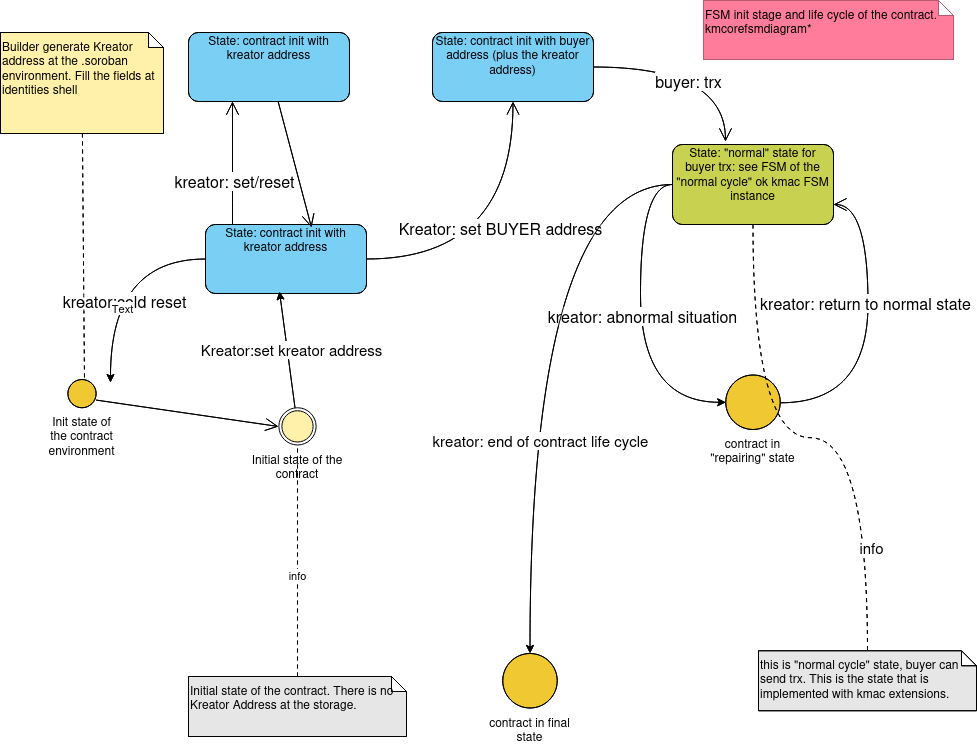 FSM init stage and life cycle of the contract.
kmcorefsmdiagram*
Builder generate Kreator
address at the .soroban
environment. Fill the fields at
identities shell
State: contract init with
kreator address
State: contract init with buyer
address (plus the kreator
address)
buyer: trx
State: "normal" state for
buyer trx: see FSM of the
"normal cycle" ok kmac FSM
instance
kreator: set/reset
State: contract init with
kreator address
Kreator: set BUYER address
kreator:cold reset
Text
kreator: abnormal situation
kreator: return to normal state
Kreator:set kreator address
Init state of
the contract
environment
Initial state of the
contract
kreator: end of contract life cycle
contract in
"repairing" state
info
info
Initial state of the contract. There is no
Kreator Address at the storage.
this is "normal cycle" state, buyer can
send trx. This is the state that is
implemented with kmac extensions.
contract in final
state